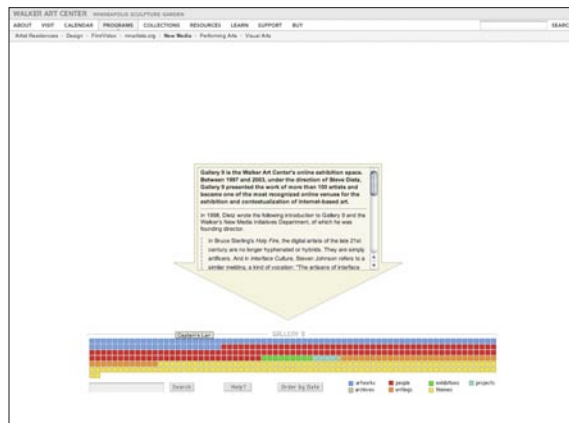 WALKER ART CENTER MINNEAPOLIS SCULPTURE GARDEN
ABOUT VISIT CALENDAR PROGRAMS COLLECTIONS RESOURCES LEARN SUPPORT BUY SEARC
Artist Residencies Design Film/Video mnartists.org New Media Performing Arts Visual Arts
Gallery 9 is the Walker Art Center's online exhibition space.
Between 1997 and 2003, under the direction of Steve Dietz,
Gallery 9 presented the work of more than 100 artists and
became one of the most recognized online venues for the
exhibition and contextualization of Internet-based art.
In 1998, Dietz wrote the following introduction to Gallery 9 and the
Walker's New Media Initiatives Department, of which he was
founding director.
In Bruce Sterling's Holy Fire, the digital artists of the late 21st
century are no longer hyphenated or hybrids. They are simply
artificers. And in Interface Culture, Steven Johnson refers to a
similar melding, a kind of vocation: "The artisans of interface
GALLERY 9
Search Help? Order by Date
artworks people exhibitions projects
archives writings themes